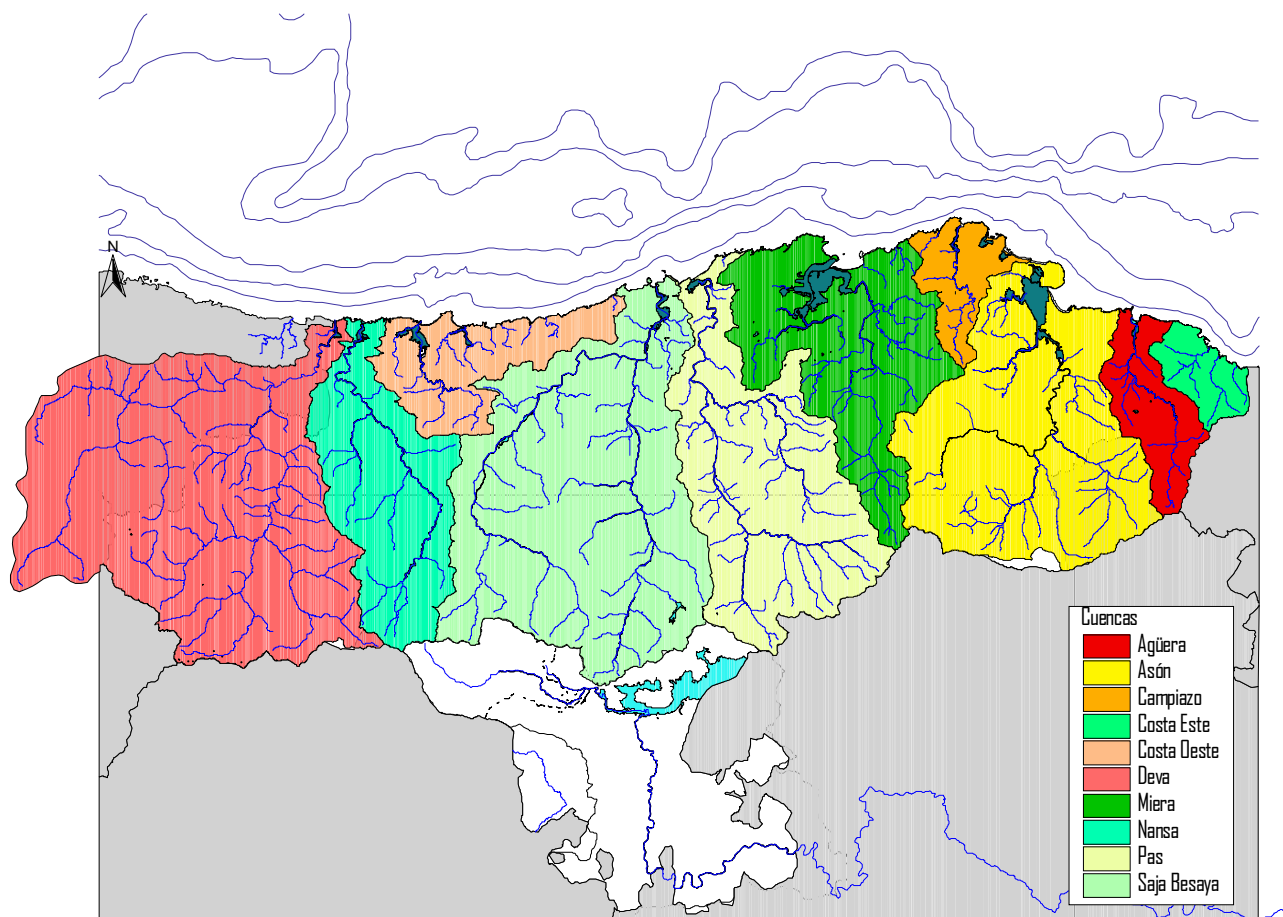 N
Cuencas
Agüera
Asón
Campiazo
Costa Este
Costa Oeste
Deva
Miera
Nansa
Pas
Saja Besaya